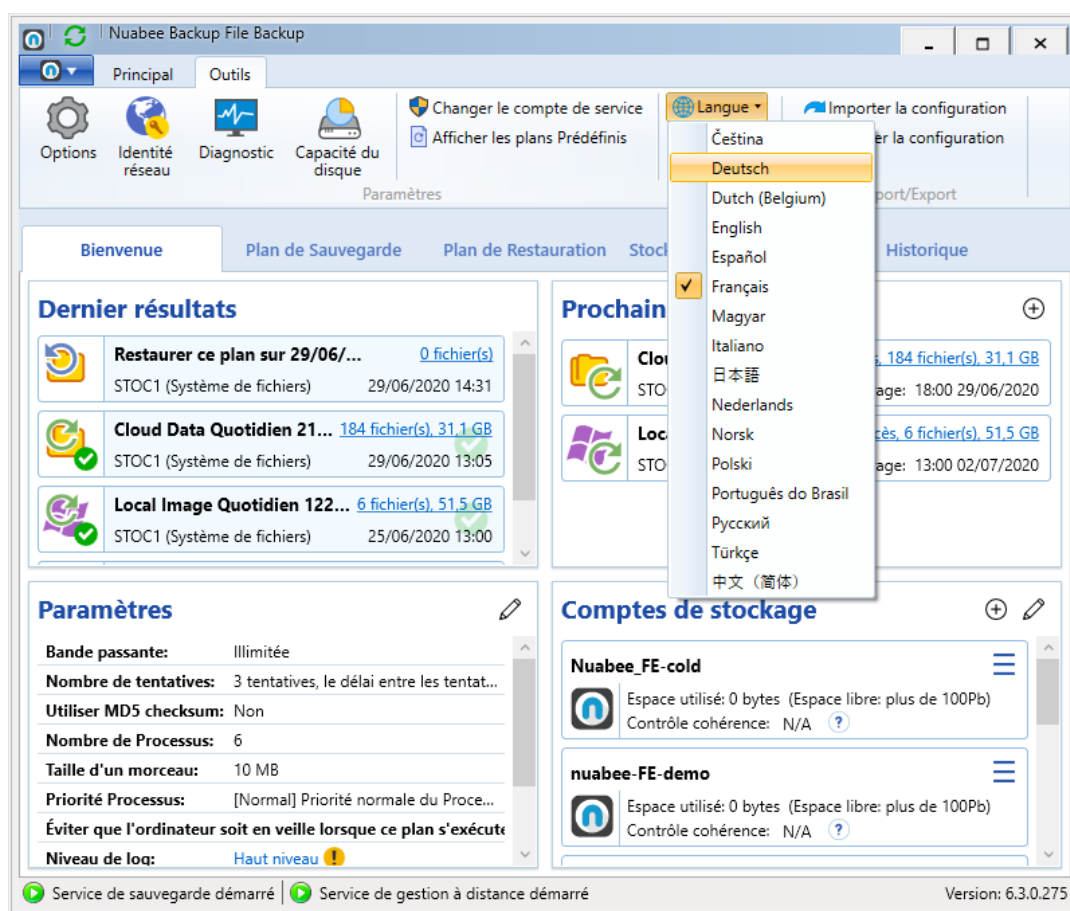 Nuabee Backup File Backup
Principal
Outils
Options
Identité
réseau
Diagnostic
Capacité du
disque
Changer le compte de service
Afficher les plans Prédéfinis
Paramètres
Langue
Importer la configuration
er la configuration
port/Export
Čeština
Deutsch
Dutch (Belgium)
English
Español
Français
Magyar
Italiano
日本語
Nederlands
Norsk
Polski
Português do Brasil
Русский
Türkçe
中文（简体）
Bienvenue
Plan de Sauvegarde
Plan de Restauration
Stoc
Historique
Dernier résultats
Restaurer ce plan sur 29/06/... 0 fichier(s)
STOC1 (Système de fichiers) 29/06/2020 14:31
Cloud Data Quotidien 21... 184 fichier(s), 31,1 GB
STOC1 (Système de fichiers) 29/06/2020 13:05
Local Image Quotidien 122... 6 fichier(s), 51,5 GB
STOC1 (Système de fichiers) 25/06/2020 13:00
Prochain
Clou s, 184 fichier(s), 31,1 GB
STO age: 18:00 29/06/2020
Loc cès, 6 fichier(s), 51,5 GB
STO age: 13:00 02/07/2020
Paramètres
Bande passante: Illimitée
Nombre de tentatives: 3 tentatives, le délai entre les tentat...
Utiliser MD5 checksum: Non
Nombre de Processus: 6
Taille d'un morceau: 10 MB
Priorité Processus: [Normal] Priorité normale du Proce...
Éviter que l'ordinateur soit en veille lorsque ce plan s'exécute
Niveau de log: Haut niveau
Comptes de stockage
Nuabee_FE-cold
Espace utilisé: 0 bytes (Espace libre: plus de 100Pb)
Contrôle cohérence: N/A ?
nuabee-FE-demo
Espace utilisé: 0 bytes (Espace libre: plus de 100Pb)
Contrôle cohérence: N/A ?
Service de sauvegarde démarré
Service de gestion à distance démarré
Version: 6.3.0.275